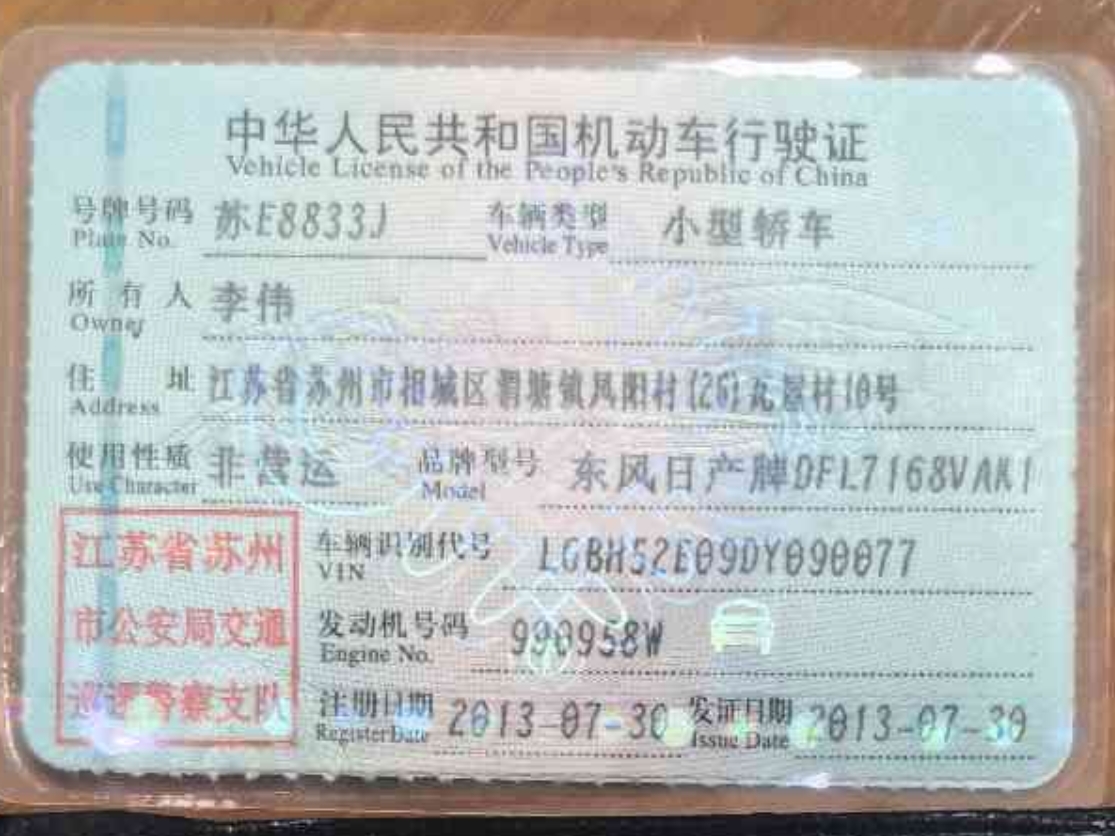 中华人民共和国机动车行驶证
Vehicle License of the People's Republic of China
号牌号码 苏E8833J 车辆类型 小型轿车
Plate No. Vehicle Type
所有人 李伟
Owner
住址 江苏省苏州市相城区渭塘镇凤阳村(26)瓦屋村10号
Address
使用性质 非营运 品牌型号 东风日产牌DFL7168VAK1
Use Character Model
江苏省苏州
市公安局交通
巡逻警察支队
车辆识别代号 LGBH52E09DY090077
VIN
发动机号码 990958W
Engine No.
注册日期 2013-07-30 发证日期 2013-07-30
Register Date Issue Date